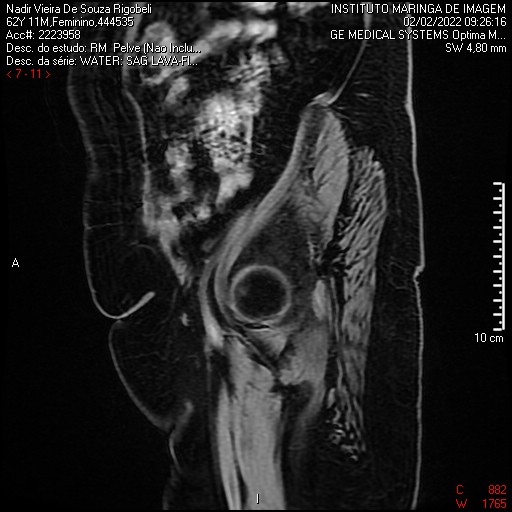 Nadir Vieira De Souza Rigobeli
62Y 11M,Feminino,444535
Acc#: 2223958
Desc. do estudo: RM  Pelve (Nao Inclu...
Desc. da série: WATER: SAG LAVA-Fl...
< 7 - 11 >
INSTITUTO MARINGA DE IMAGEM
02/02/2022 09:26:16
GE MEDICAL SYSTEMS Optima M...
SW 4,80 mm
A
10 cm
I
C 882
W 1765